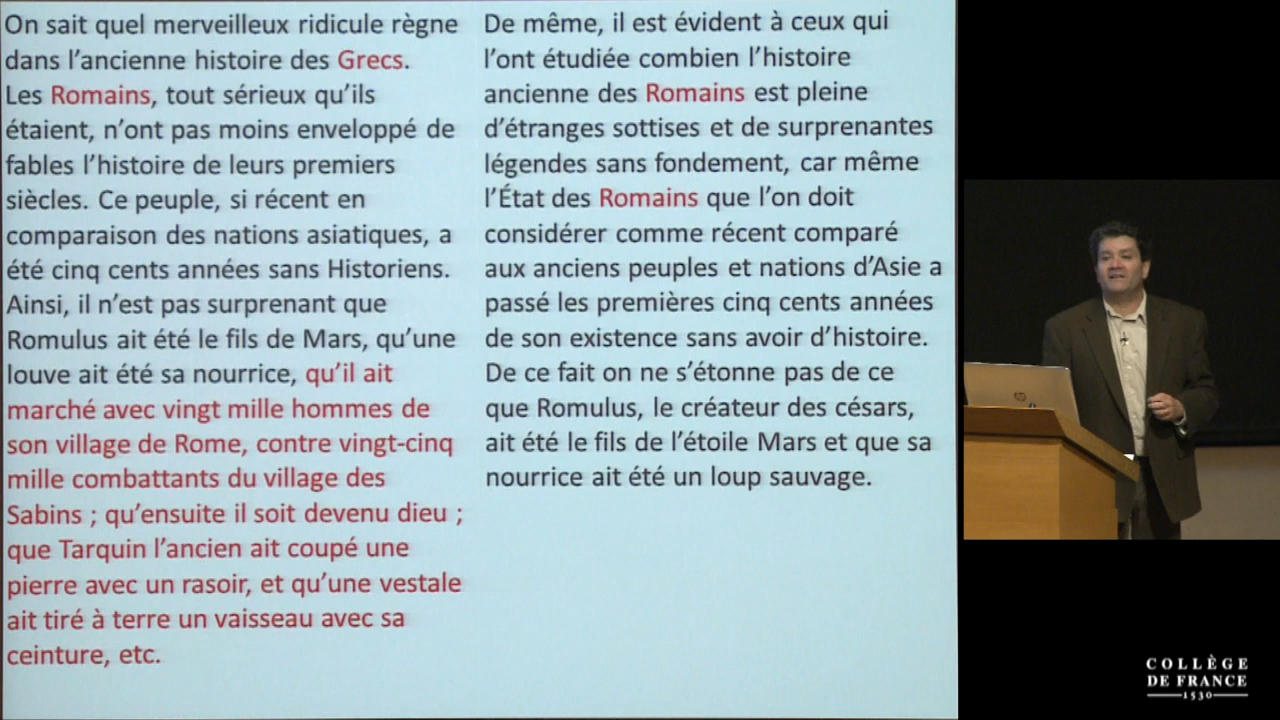 On sait quel merveilleux ridicule règne
dans l’ancienne histoire des Grecs.
Les Romains, tout sérieux qu’ils
étaient, n’ont pas moins enveloppé de
fables l’histoire de leurs premiers
siècles. Ce peuple, si récent en
comparaison des nations asiatiques, a
été cinq cents années sans Historiens.
Ainsi, il n’est pas surprenant que
Romulus ait été le fils de Mars, qu’une
louve ait été sa nourrice, qu’il ait
marché avec vingt mille hommes de
son village de Rome, contre vingt-cinq
mille combattants du village des
Sabins ; qu’ensuite il soit devenu dieu ;
que Tarquin l’ancien ait coupé une
pierre avec un rasoir, et qu’une vestale
ait tiré à terre un vaisseau avec sa
ceinture, etc.
De même, il est évident à ceux qui
l’ont étudiée combien l’histoire
ancienne des Romains est pleine
d’étranges sottises et de surprenantes
légendes sans fondement, car même
l’État des Romains que l’on doit
considérer comme récent comparé
aux anciens peuples et nations d’Asie a
passé les premières cinq cents années
de son existence sans avoir d’histoire.
De ce fait on ne s’étonne pas de ce
que Romulus, le créateur des césars,
ait été le fils de l’étoile Mars et que sa
nourrice ait été un loup sauvage.
COLLÈGE
DE FRANCE
1530